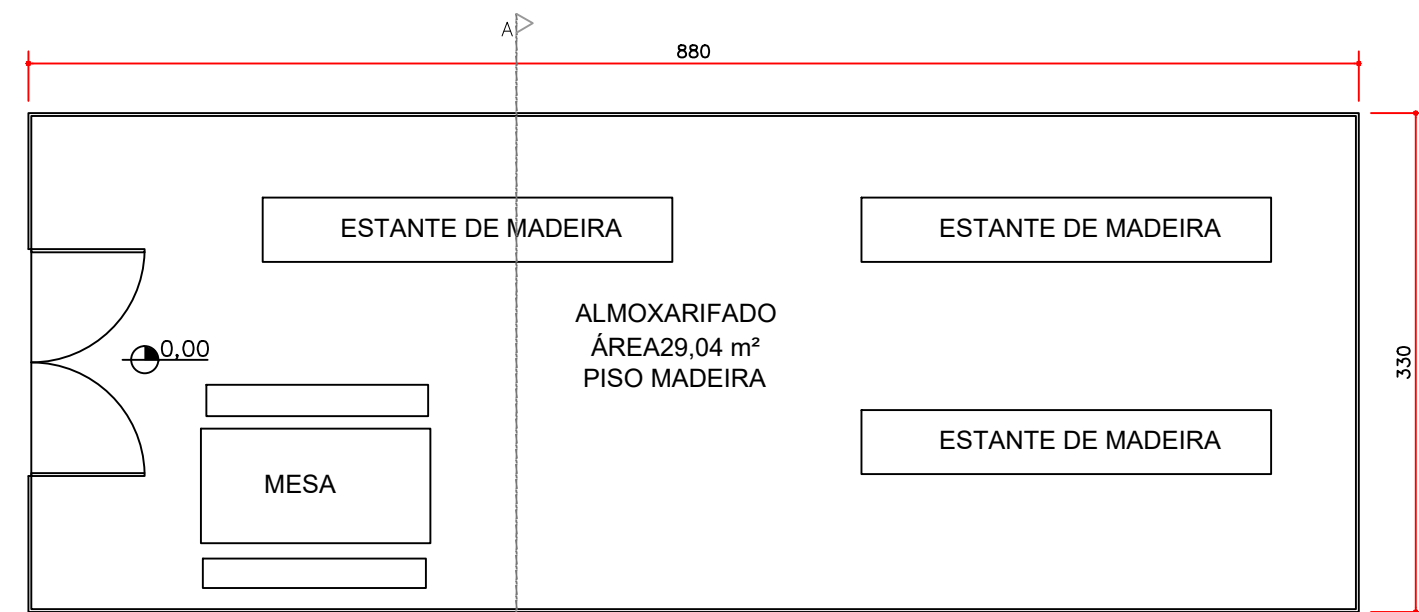 A
880
ESTANTE DE MADEIRA
ESTANTE DE MADEIRA
ALMOXARIFADO
ÁREA29,04 m²
PISO MADEIRA
0,00
330
ESTANTE DE MADEIRA
MESA